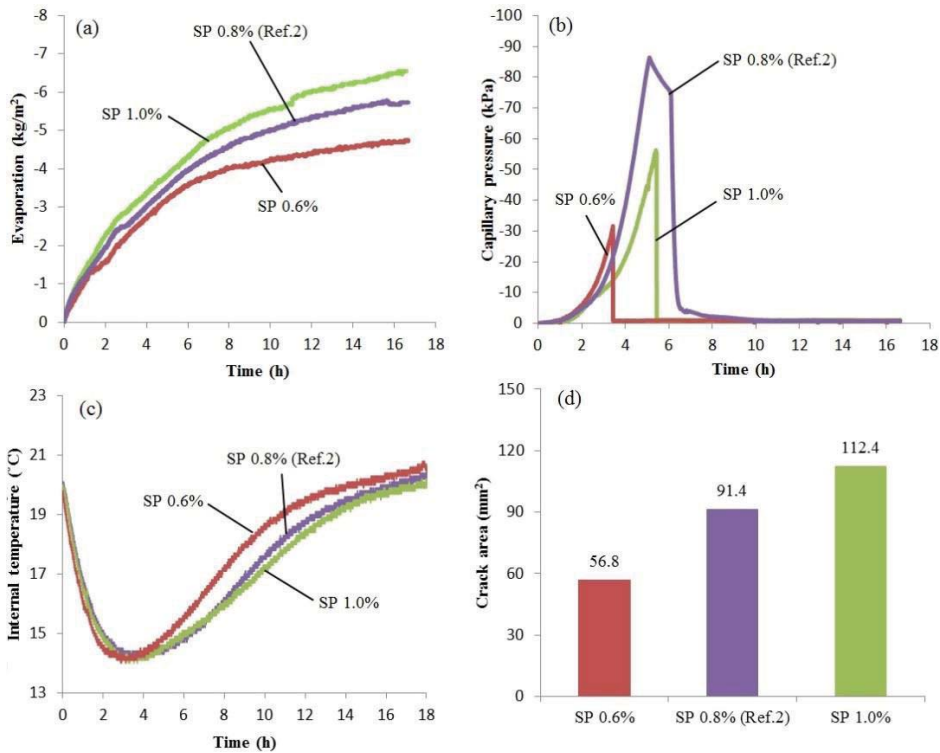 (a)
Evaporation (kg/m²)
-8
-7
-6
-5
-4
-3
-2
-1
0
SP 0.8% (Ref.2)
SP 1.0%
SP 0.6%
0 2 4 6 8 10 12 14 16 18
Time (h)
(b)
Capillary pressure (kPa)
-100
-90
-80
-70
-60
-50
-40
-30
-20
-10
0
SP 0.8% (Ref.2)
SP 0.6%
SP 1.0%
0 2 4 6 8 10 12 14 16 18
Time (h)
(c)
Internal temperature (°C)
23
21
19
17
15
13
SP 0.8% (Ref.2)
SP 0.6%
SP 1.0%
0 2 4 6 8 10 12 14 16 18
Time (h)
(d)
Crack area (mm²)
150
120
90
60
30
0
56.8
91.4
112.4
SP 0.6% SP 0.8% (Ref.2) SP 1.0%